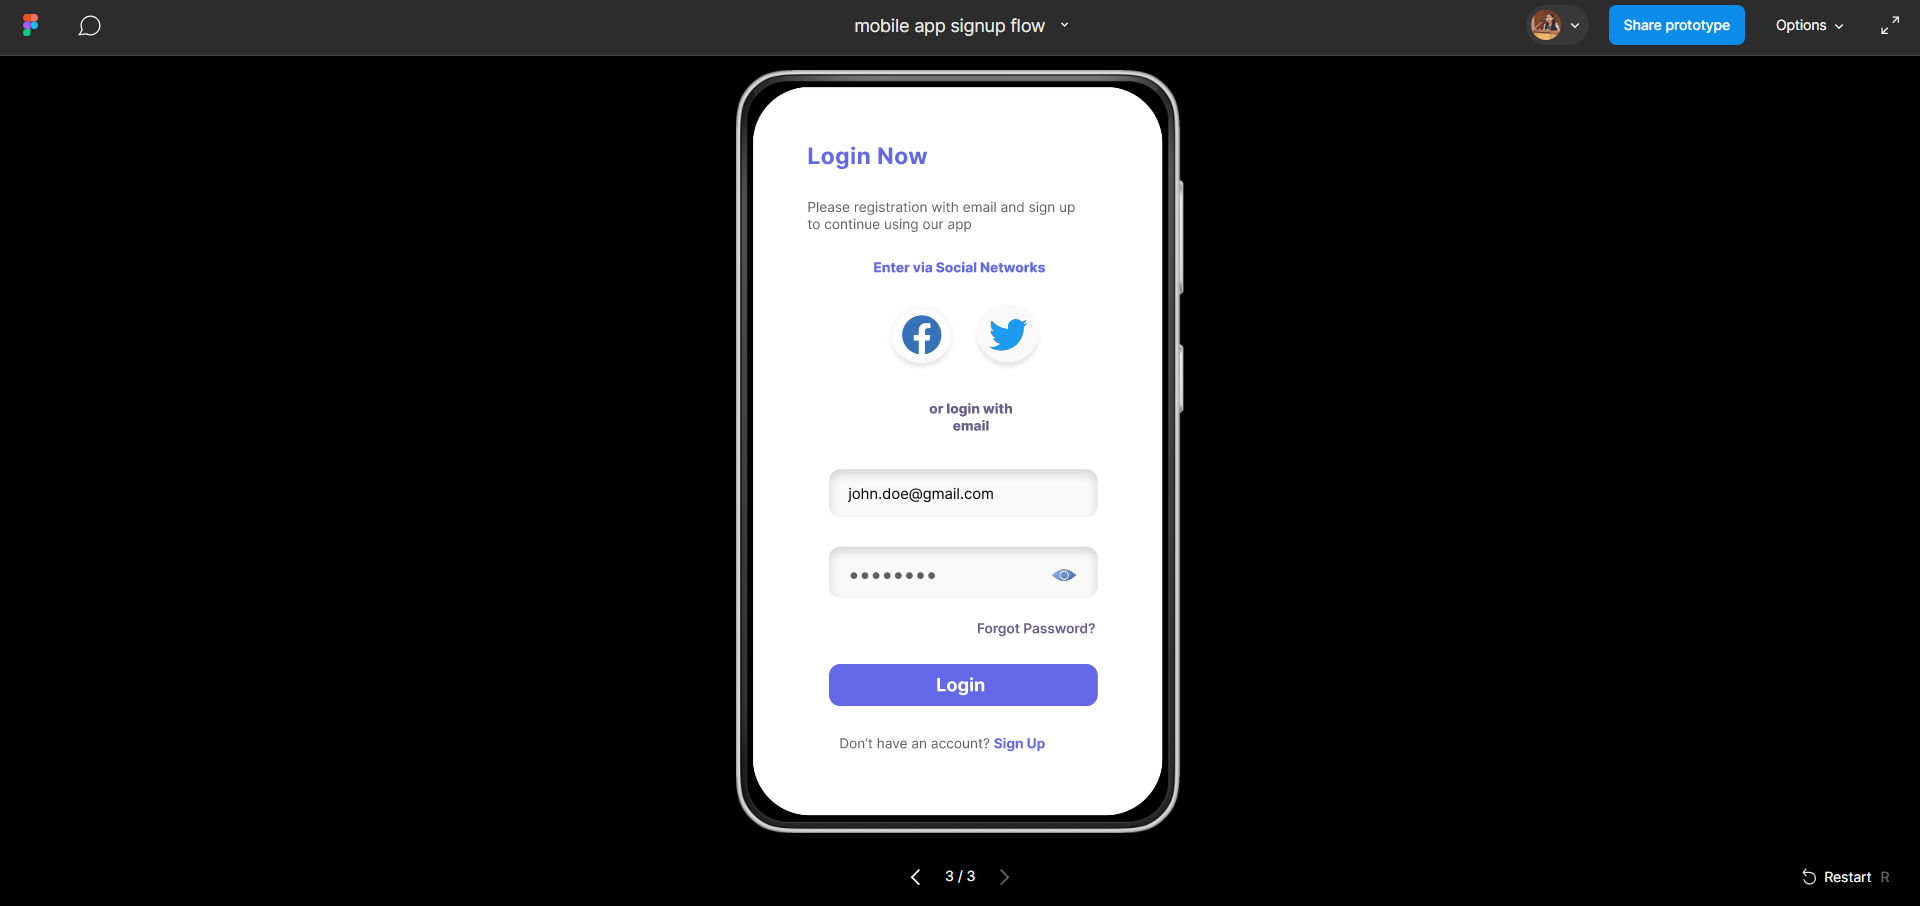 mobile app signup flow
Share prototype
Options
Login Now
Please registration with email and sign up
to continue using our app
Enter via Social Networks
or login with
email
john.doe@gmail.com
••••••••
Forgot Password?
Login
Don't have an account? Sign Up
3 / 3
Restart R